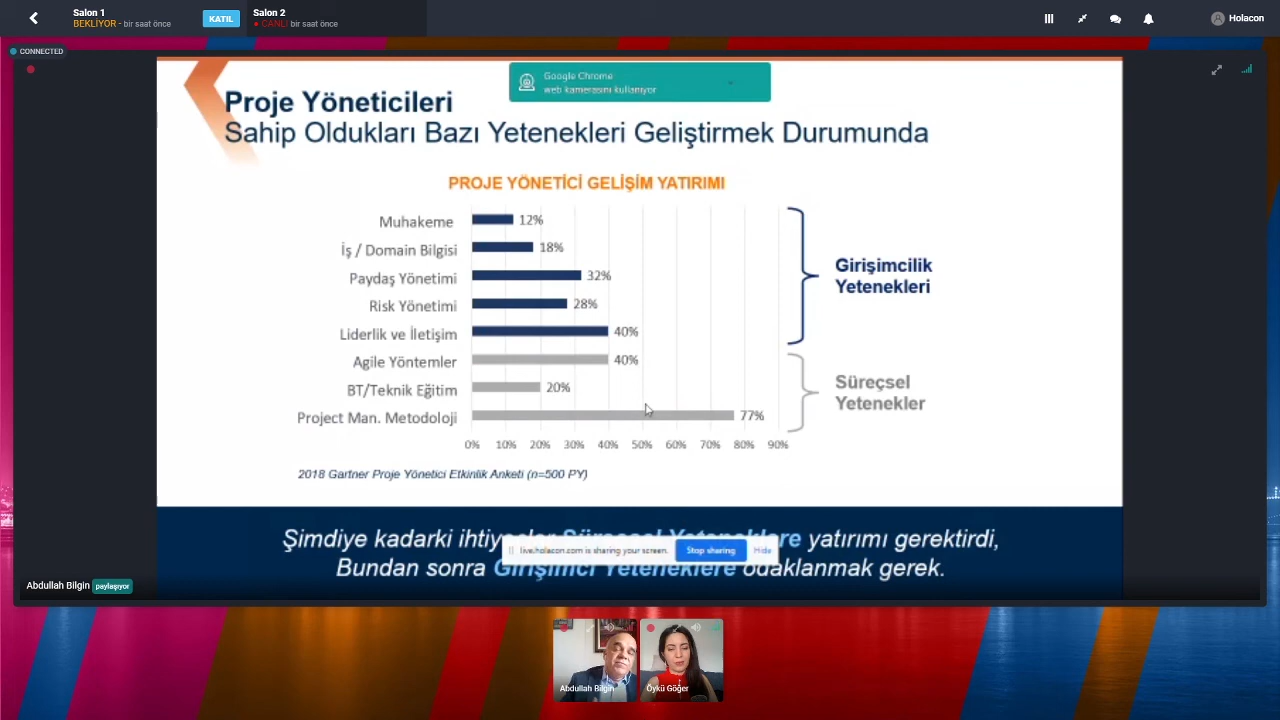 Salon 1
BEKLİYOR - bir saat önce
KATIL
Salon 2
CANLI bir saat önce
Holacon
CONNECTED
Google Chrome
web kamerasını kullanıyor
Proje Yöneticileri
Sahip Oldukları Bazı Yetenekleri Geliştirmek Durumunda
PROJE YÖNETİCİ GELİŞİM YATIRIMI
Muhakeme 12%
İş / Domain Bilgisi 18%
Paydaş Yönetimi 32%
Risk Yönetimi 28%
Liderlik ve İletişim 40%
Agile Yöntemler 40%
BT/Teknik Eğitim 20%
Project Man. Metodoloji 77%
0% 10% 20% 30% 40% 50% 60% 70% 80% 90%
Girişimcilik
Yetenekleri
Süreçsel
Yetenekler
2018 Gartner Proje Yönetici Etkinlik Anketi (n=500 PY)
Şimdiye kadarki ihtiyaçlar Süreçsel Yeteneklere yatırımı gerektirdi,
live.holacon.com is sharing your screen. Stop sharing Hide
Bundan sonra Girişimci Yeteneklere odaklanmak gerek.
Abdullah Bilgin paylaşıyor
Abdullah Bilgin
Öykü Göğer